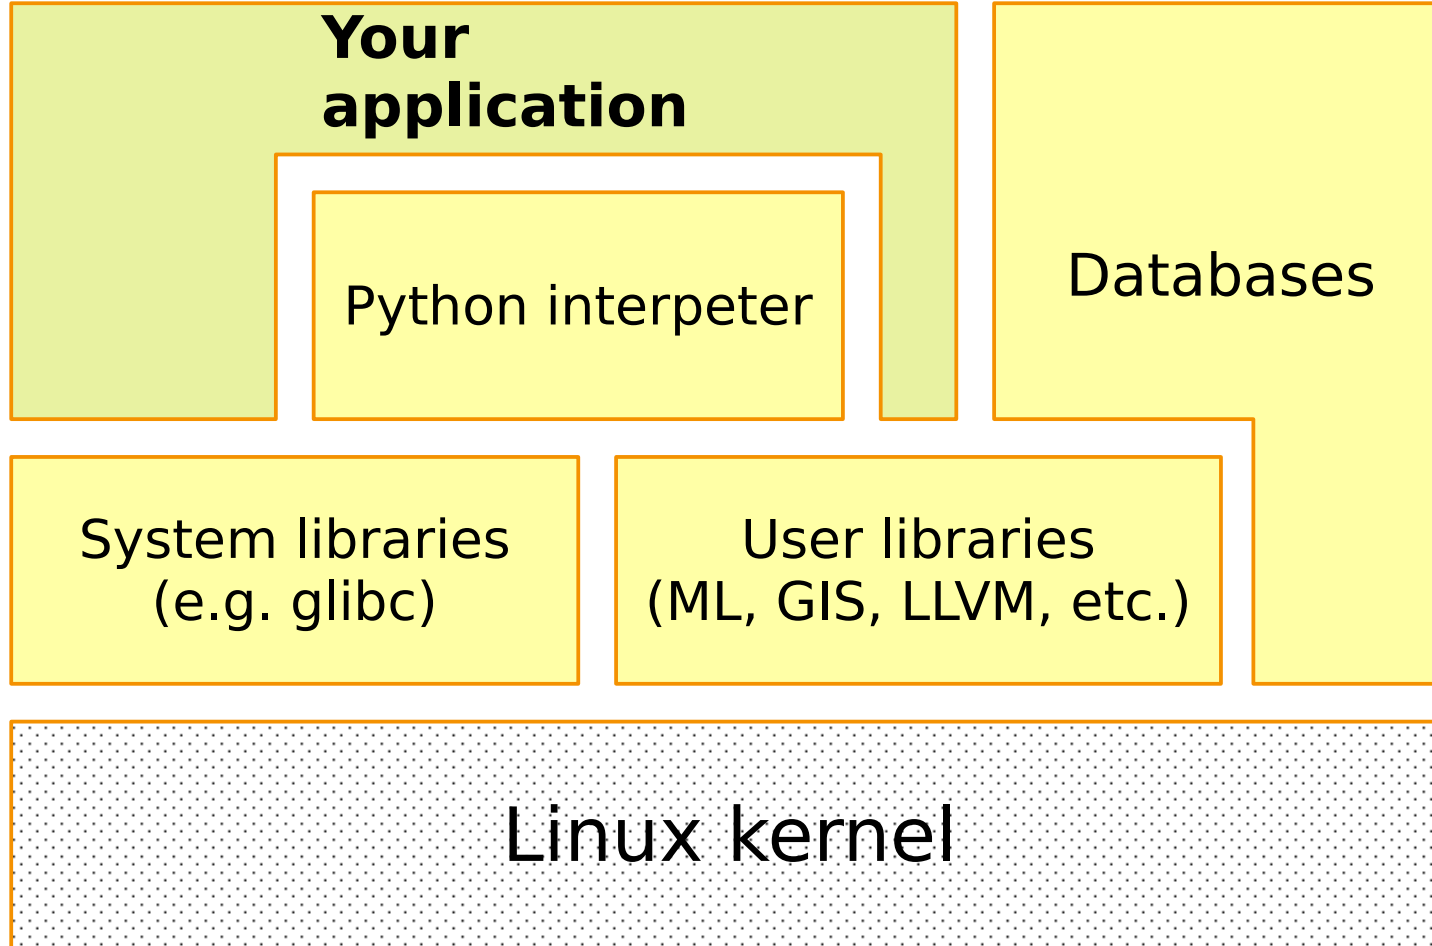 Your
application
Python interpeter
Databases
System libraries
(e.g. glibc)
User libraries
(ML, GIS, LLVM, etc.)
Linux kernel